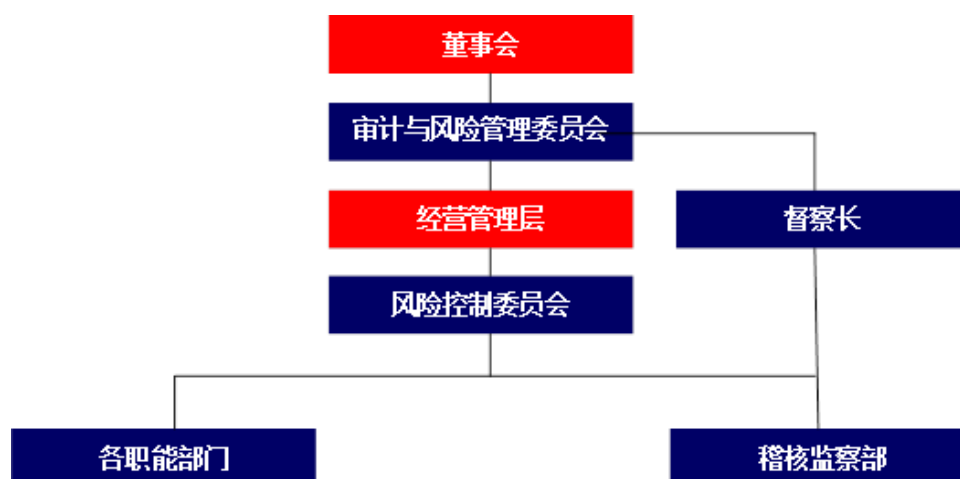 董事会
审计与风险管理委员会
经营管理层
督察长
风险控制委员会
各职能部门
稽核监察部